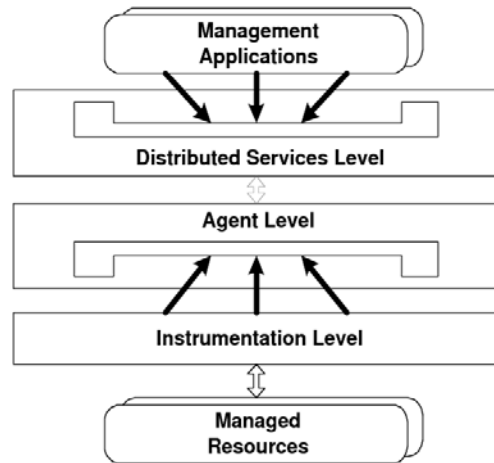 Management
Applications
Distributed Services Level
Agent Level
Instrumentation Level
Managed
Resources